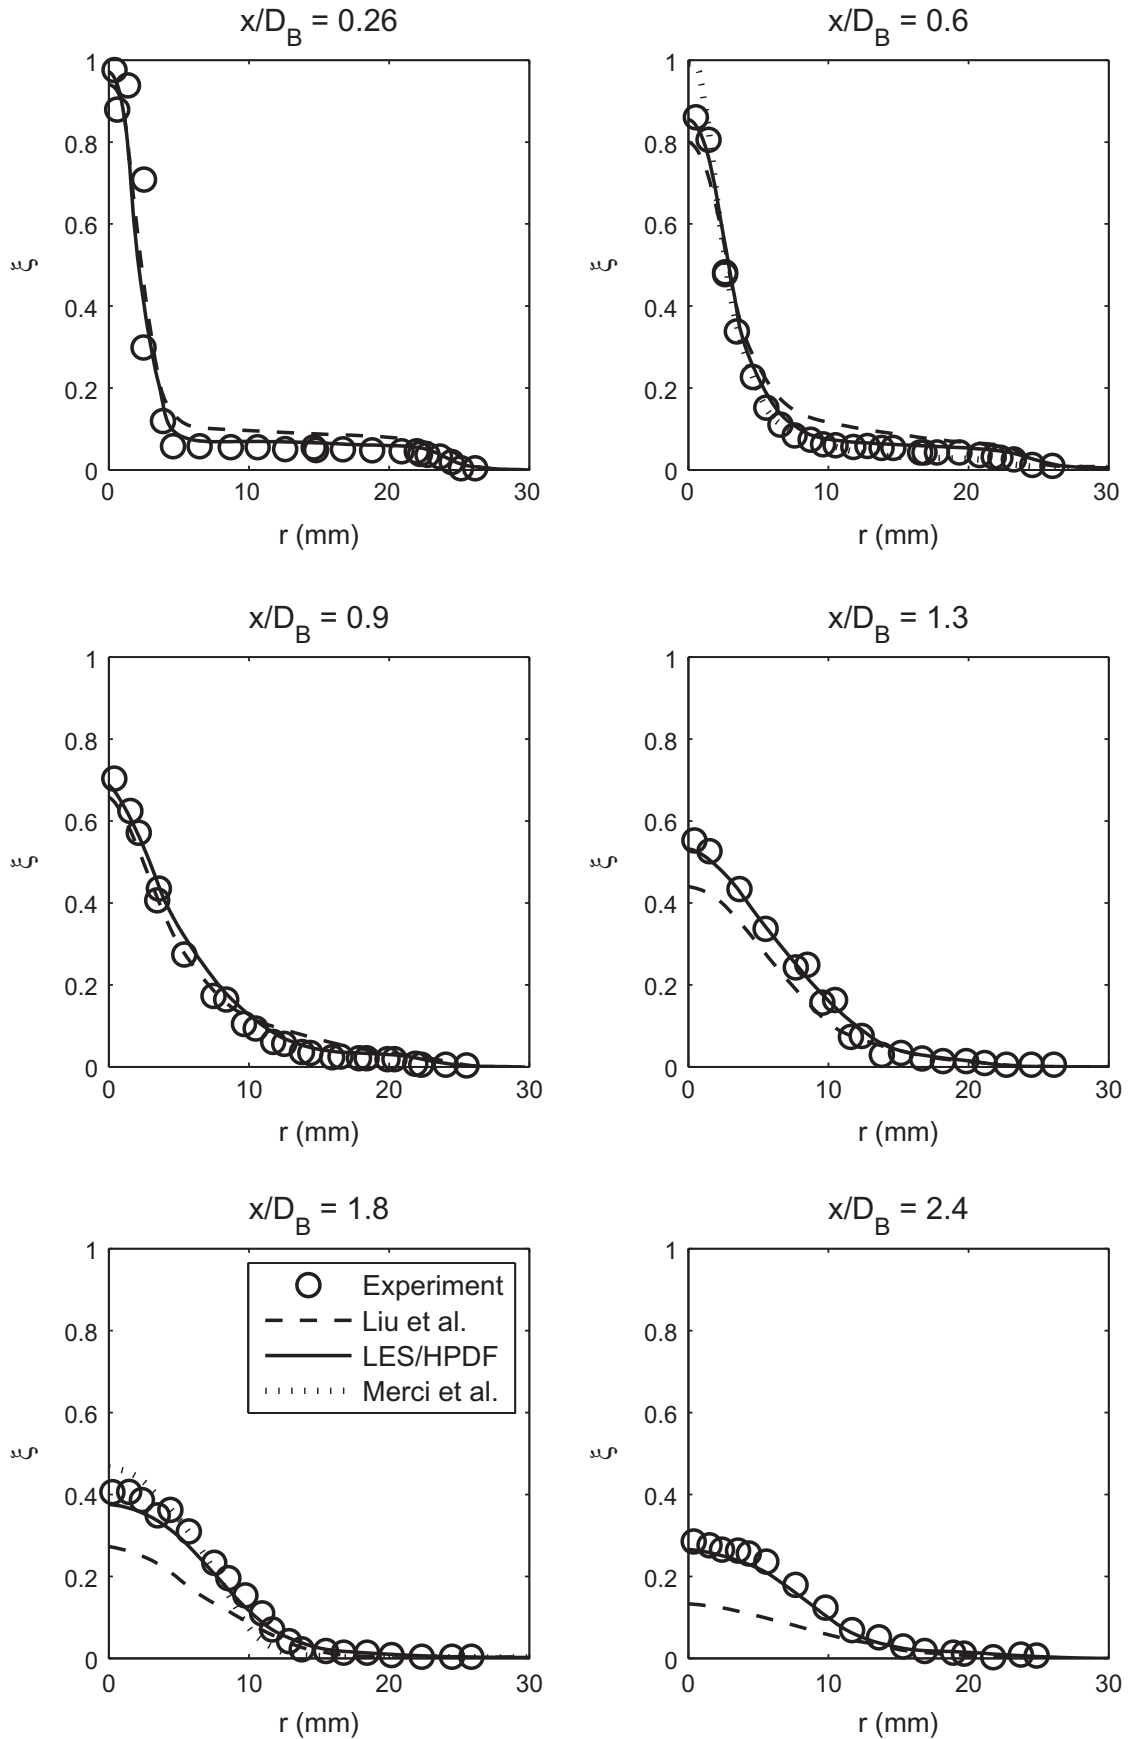 x/D_B = 0.26
1
0.8
0.6
0.4
0.2
0
ξ
0 10 20 30
r (mm)
x/D_B = 0.6
1
0.8
0.6
0.4
0.2
0
ξ
0 10 20 30
r (mm)
x/D_B = 0.9
1
0.8
0.6
0.4
0.2
0
ξ
0 10 20 30
r (mm)
x/D_B = 1.3
1
0.8
0.6
0.4
0.2
0
ξ
0 10 20 30
r (mm)
x/D_B = 1.8
1
0.8
0.6
0.4
0.2
0
ξ
Experiment
Liu et al.
LES/HPDF
Merci et al.
0 10 20 30
r (mm)
x/D_B = 2.4
1
0.8
0.6
0.4
0.2
0
ξ
0 10 20 30
r (mm)